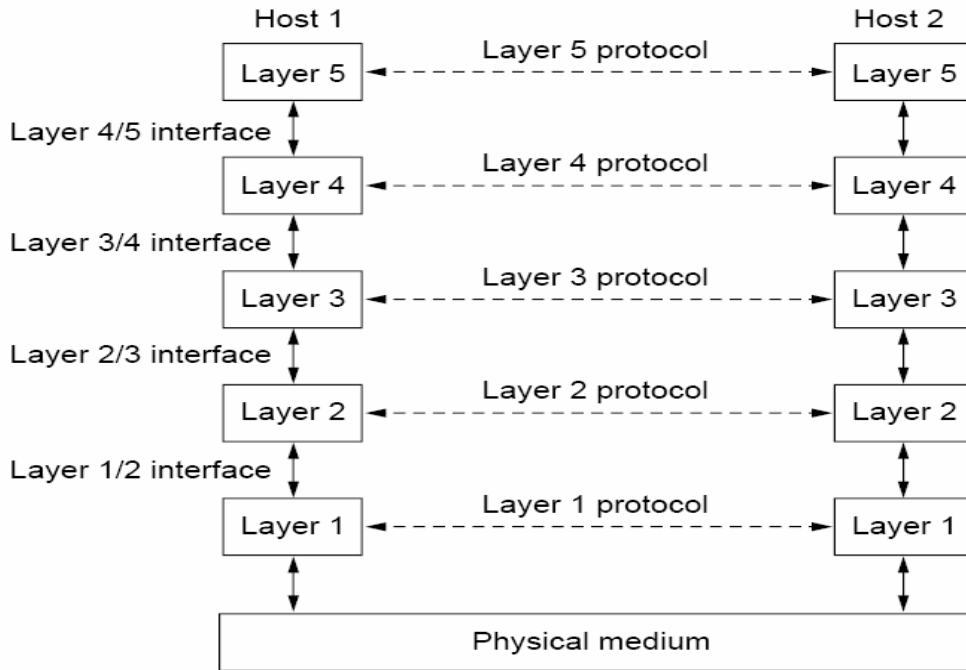 Host 1 Host 2
Layer 5 Layer 5 protocol Layer 5
Layer 4/5 interface
Layer 4 Layer 4 protocol Layer 4
Layer 3/4 interface
Layer 3 Layer 3 protocol Layer 3
Layer 2/3 interface
Layer 2 Layer 2 protocol Layer 2
Layer 1/2 interface
Layer 1 Layer 1 protocol Layer 1
Physical medium